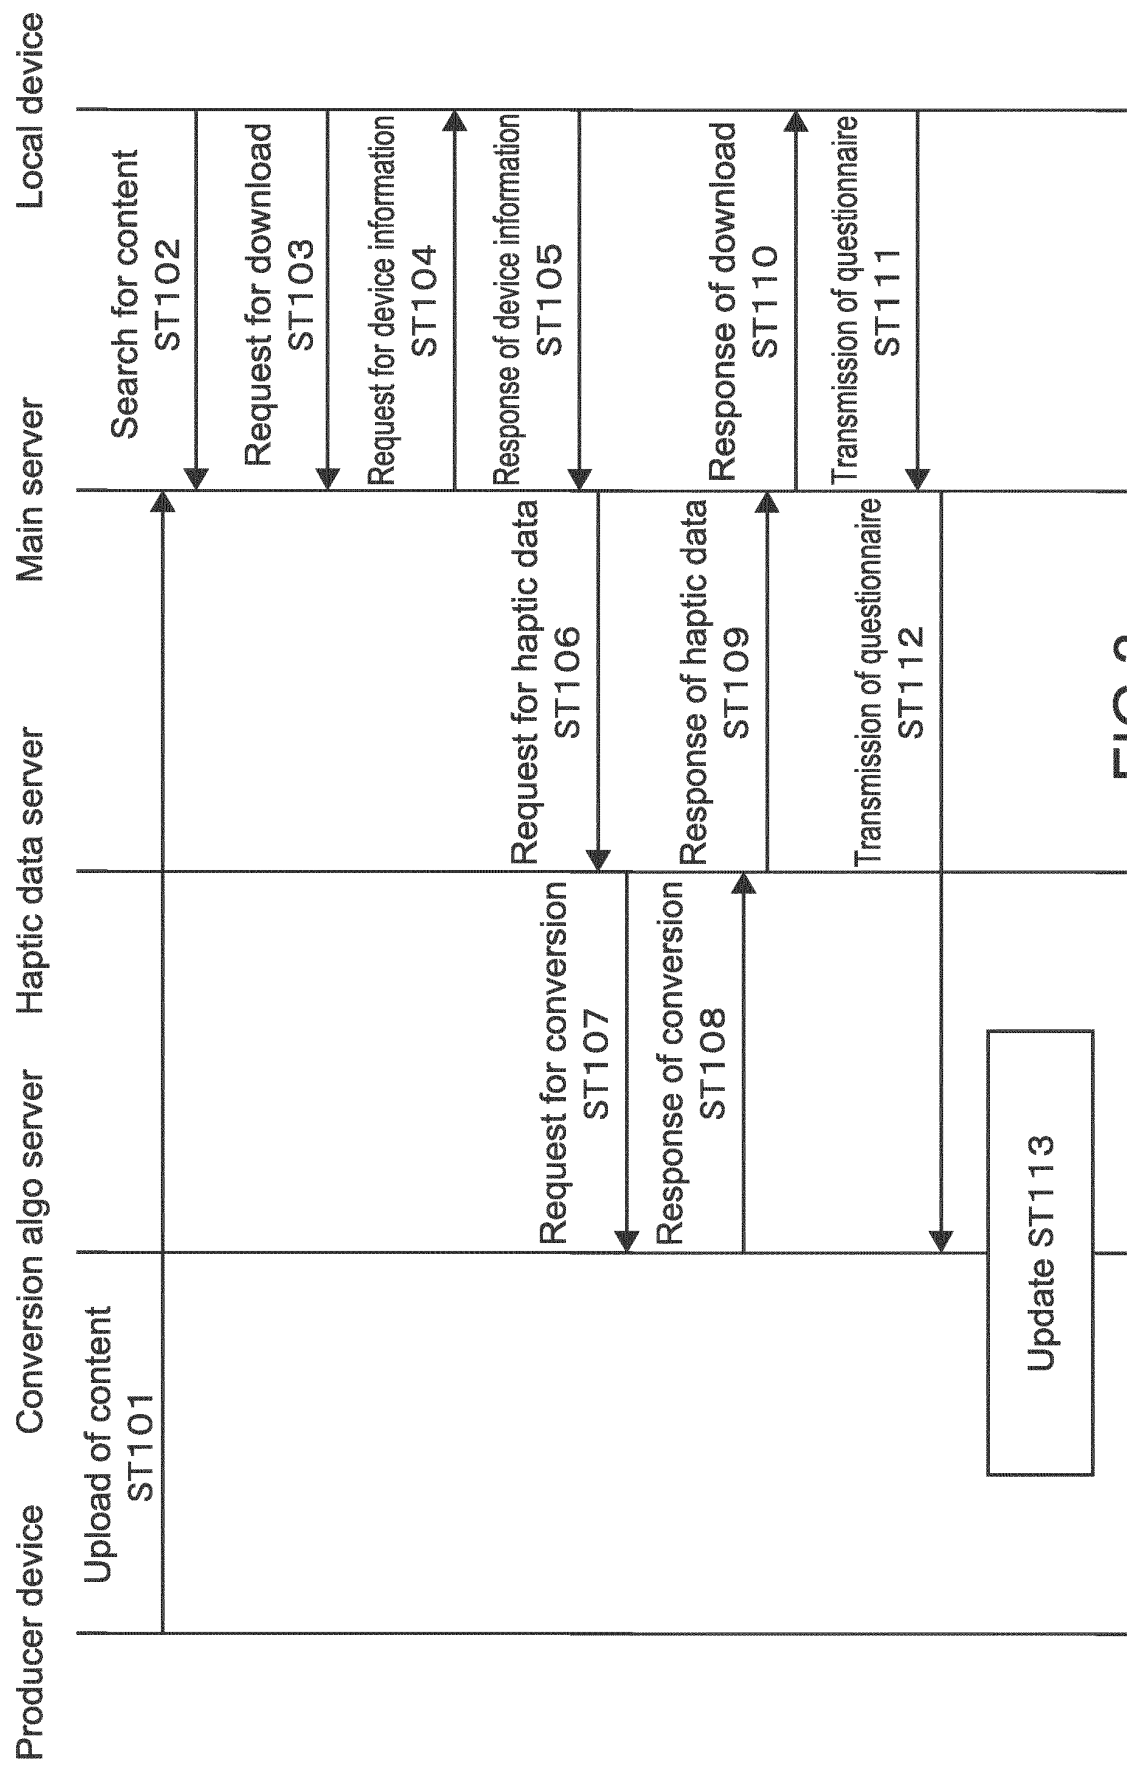 Producer device
Conversion algo server
Haptic data server
Main server
Local device
Upload of content
ST101
Search for content
ST102
Request for download
ST103
Request for device information
ST104
Response of device information
ST105
Request for haptic data
ST106
Request for conversion
ST107
Response of conversion
ST108
Response of haptic data
ST109
Response of download
ST110
Transmission of questionnaire
ST111
Transmission of questionnaire
ST112
Update ST113